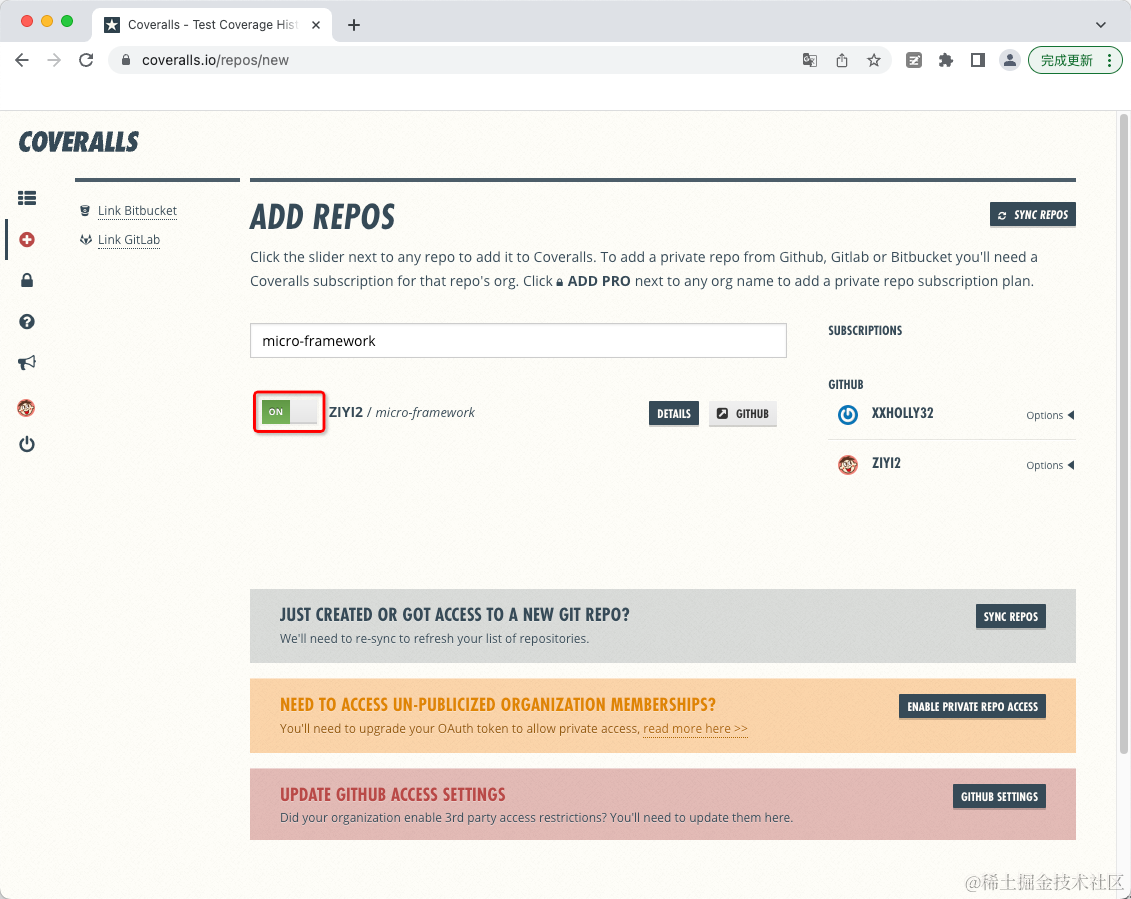 Coveralls - Test Coverage Hist
coveralls.io/repos/new
完成更新
COVERALLS
Link Bitbucket
Link GitLab
ADD REPOS
SYNC REPOS
Click the slider next to any repo to add it to Coveralls. To add a private repo from Github, Gitlab or Bitbucket you'll need a
Coveralls subscription for that repo's org. Click ADD PRO next to any org name to add a private repo subscription plan.
micro-framework
SUBSCRIPTIONS
ON
ZIYI2 / micro-framework
DETAILS
GITHUB
GITHUB
XXHOLLY32
Options
ZIYI2
Options
JUST CREATED OR GOT ACCESS TO A NEW GIT REPO?
We'll need to re-sync to refresh your list of repositories.
SYNC REPOS
NEED TO ACCESS UN-PUBLICIZED ORGANIZATION MEMBERSHIPS?
You'll need to upgrade your OAuth token to allow private access, read more here >>
ENABLE PRIVATE REPO ACCESS
UPDATE GITHUB ACCESS SETTINGS
Did your organization enable 3rd party access restrictions? You'll need to update them here.
GITHUB SETTINGS
@稀土掘金技术社区